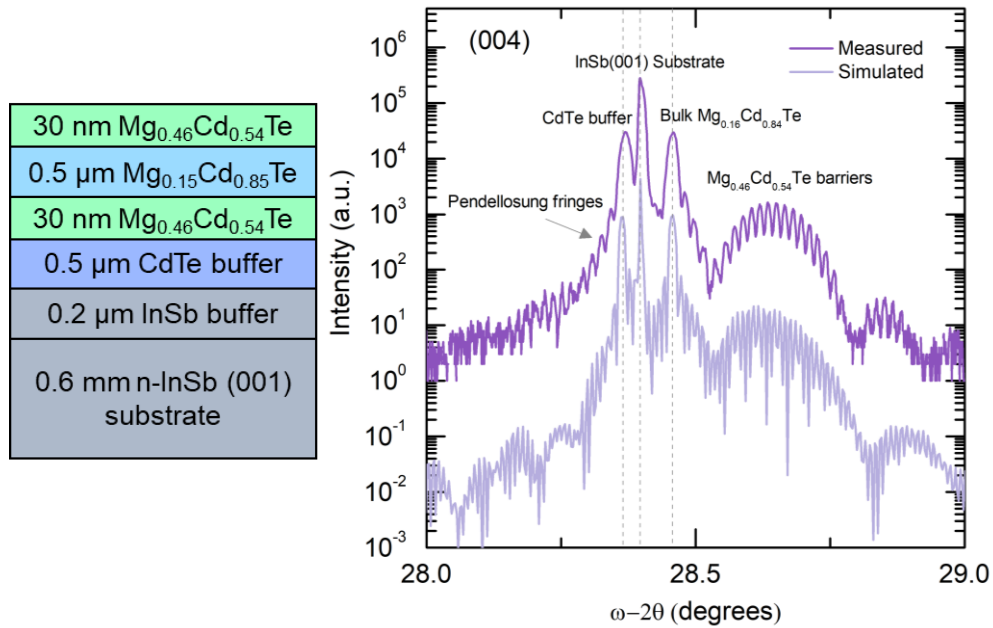 30 nm Mg0.46Cd0.54Te
0.5 µm Mg0.15Cd0.85Te
30 nm Mg0.46Cd0.54Te
0.5 µm CdTe buffer
0.2 µm InSb buffer
0.6 mm n-InSb (001)
substrate
(004)
Measured
Simulated
InSb(001) Substrate
CdTe buffer
Bulk Mg0.16Cd0.84Te
Mg0.46Cd0.54Te barriers
Pendellosung fringes
Intensity (a.u.)
10^6
10^5
10^4
10^3
10^2
10^1
10^0
10^-1
10^-2
10^-3
28.0
28.5
29.0
ω−2θ (degrees)